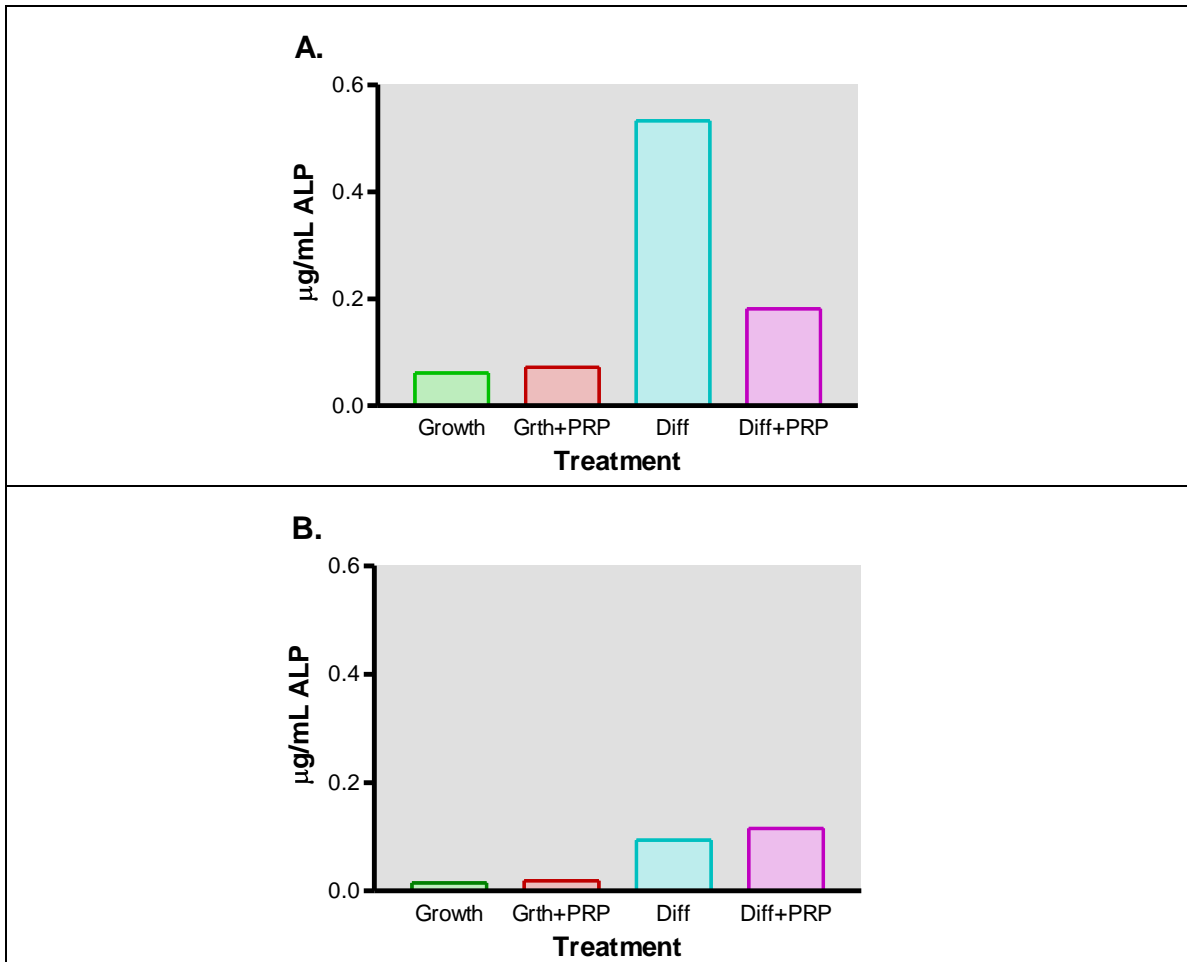 A.
0.6
0.4
0.2
0.0
μg/mL ALP
Growth Grth+PRP Diff Diff+PRP
Treatment
B.
0.6
0.4
0.2
0.0
μg/mL ALP
Growth Grth+PRP Diff Diff+PRP
Treatment